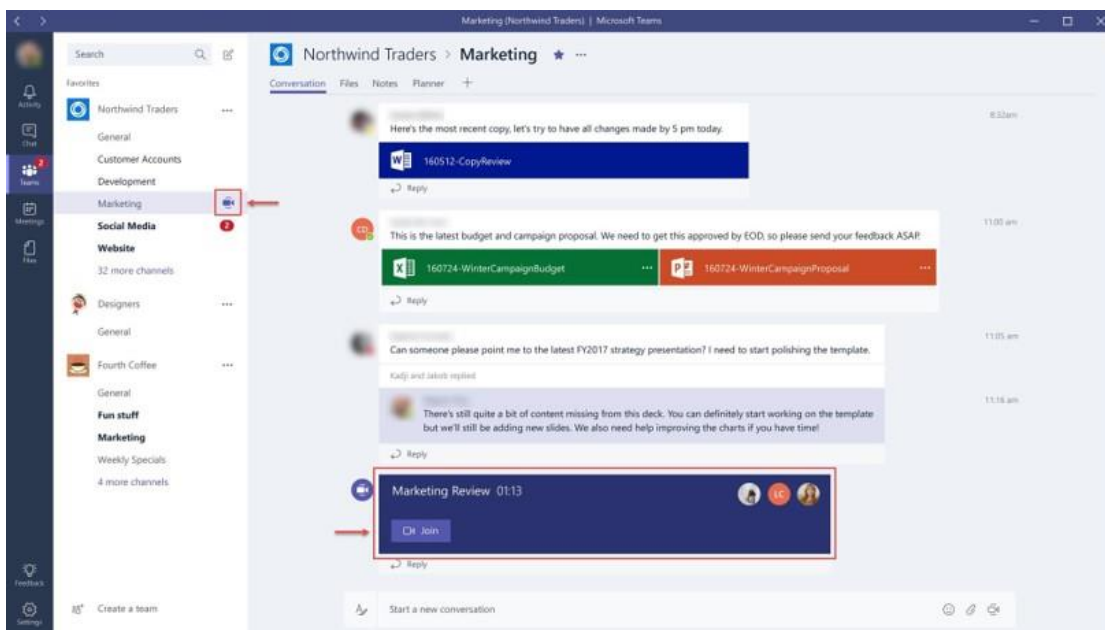 Marketing (Northwind Traders) | Microsoft Teams
Search
Activity
Chat
2
Teams
Meetings
Files
Feedback
Settings
Favorites
Northwind Traders
General
Customer Accounts
Development
Marketing
Social Media 2
Website
32 more channels
Designers
General
Fourth Coffee
General
Fun stuff
Marketing
Weekly Specials
4 more channels
Create a team
Northwind Traders > Marketing
Conversation Files Notes Planner
8:32am
Here's the most recent copy, let's try to have all changes made by 5 pm today.
160512-CopyReview
Reply
CD
11:00 am
This is the latest budget and campaign proposal. We need to get this approved by EOD, so please send your feedback ASAP.
160724-WinterCampaignBudget
160724-WinterCampaignProposal
Reply
11:05 am
Can someone please point me to the latest FY2017 strategy presentation? I need to start polishing the template.
Kadji and Jakob replied
11:16 am
There's still quite a bit of content missing from this deck. You can definitely start working on the template
but we'll still be adding new slides. We also need help improving the charts if you have time!
Reply
Marketing Review 01:13
LC
Join
Reply
Start a new conversation